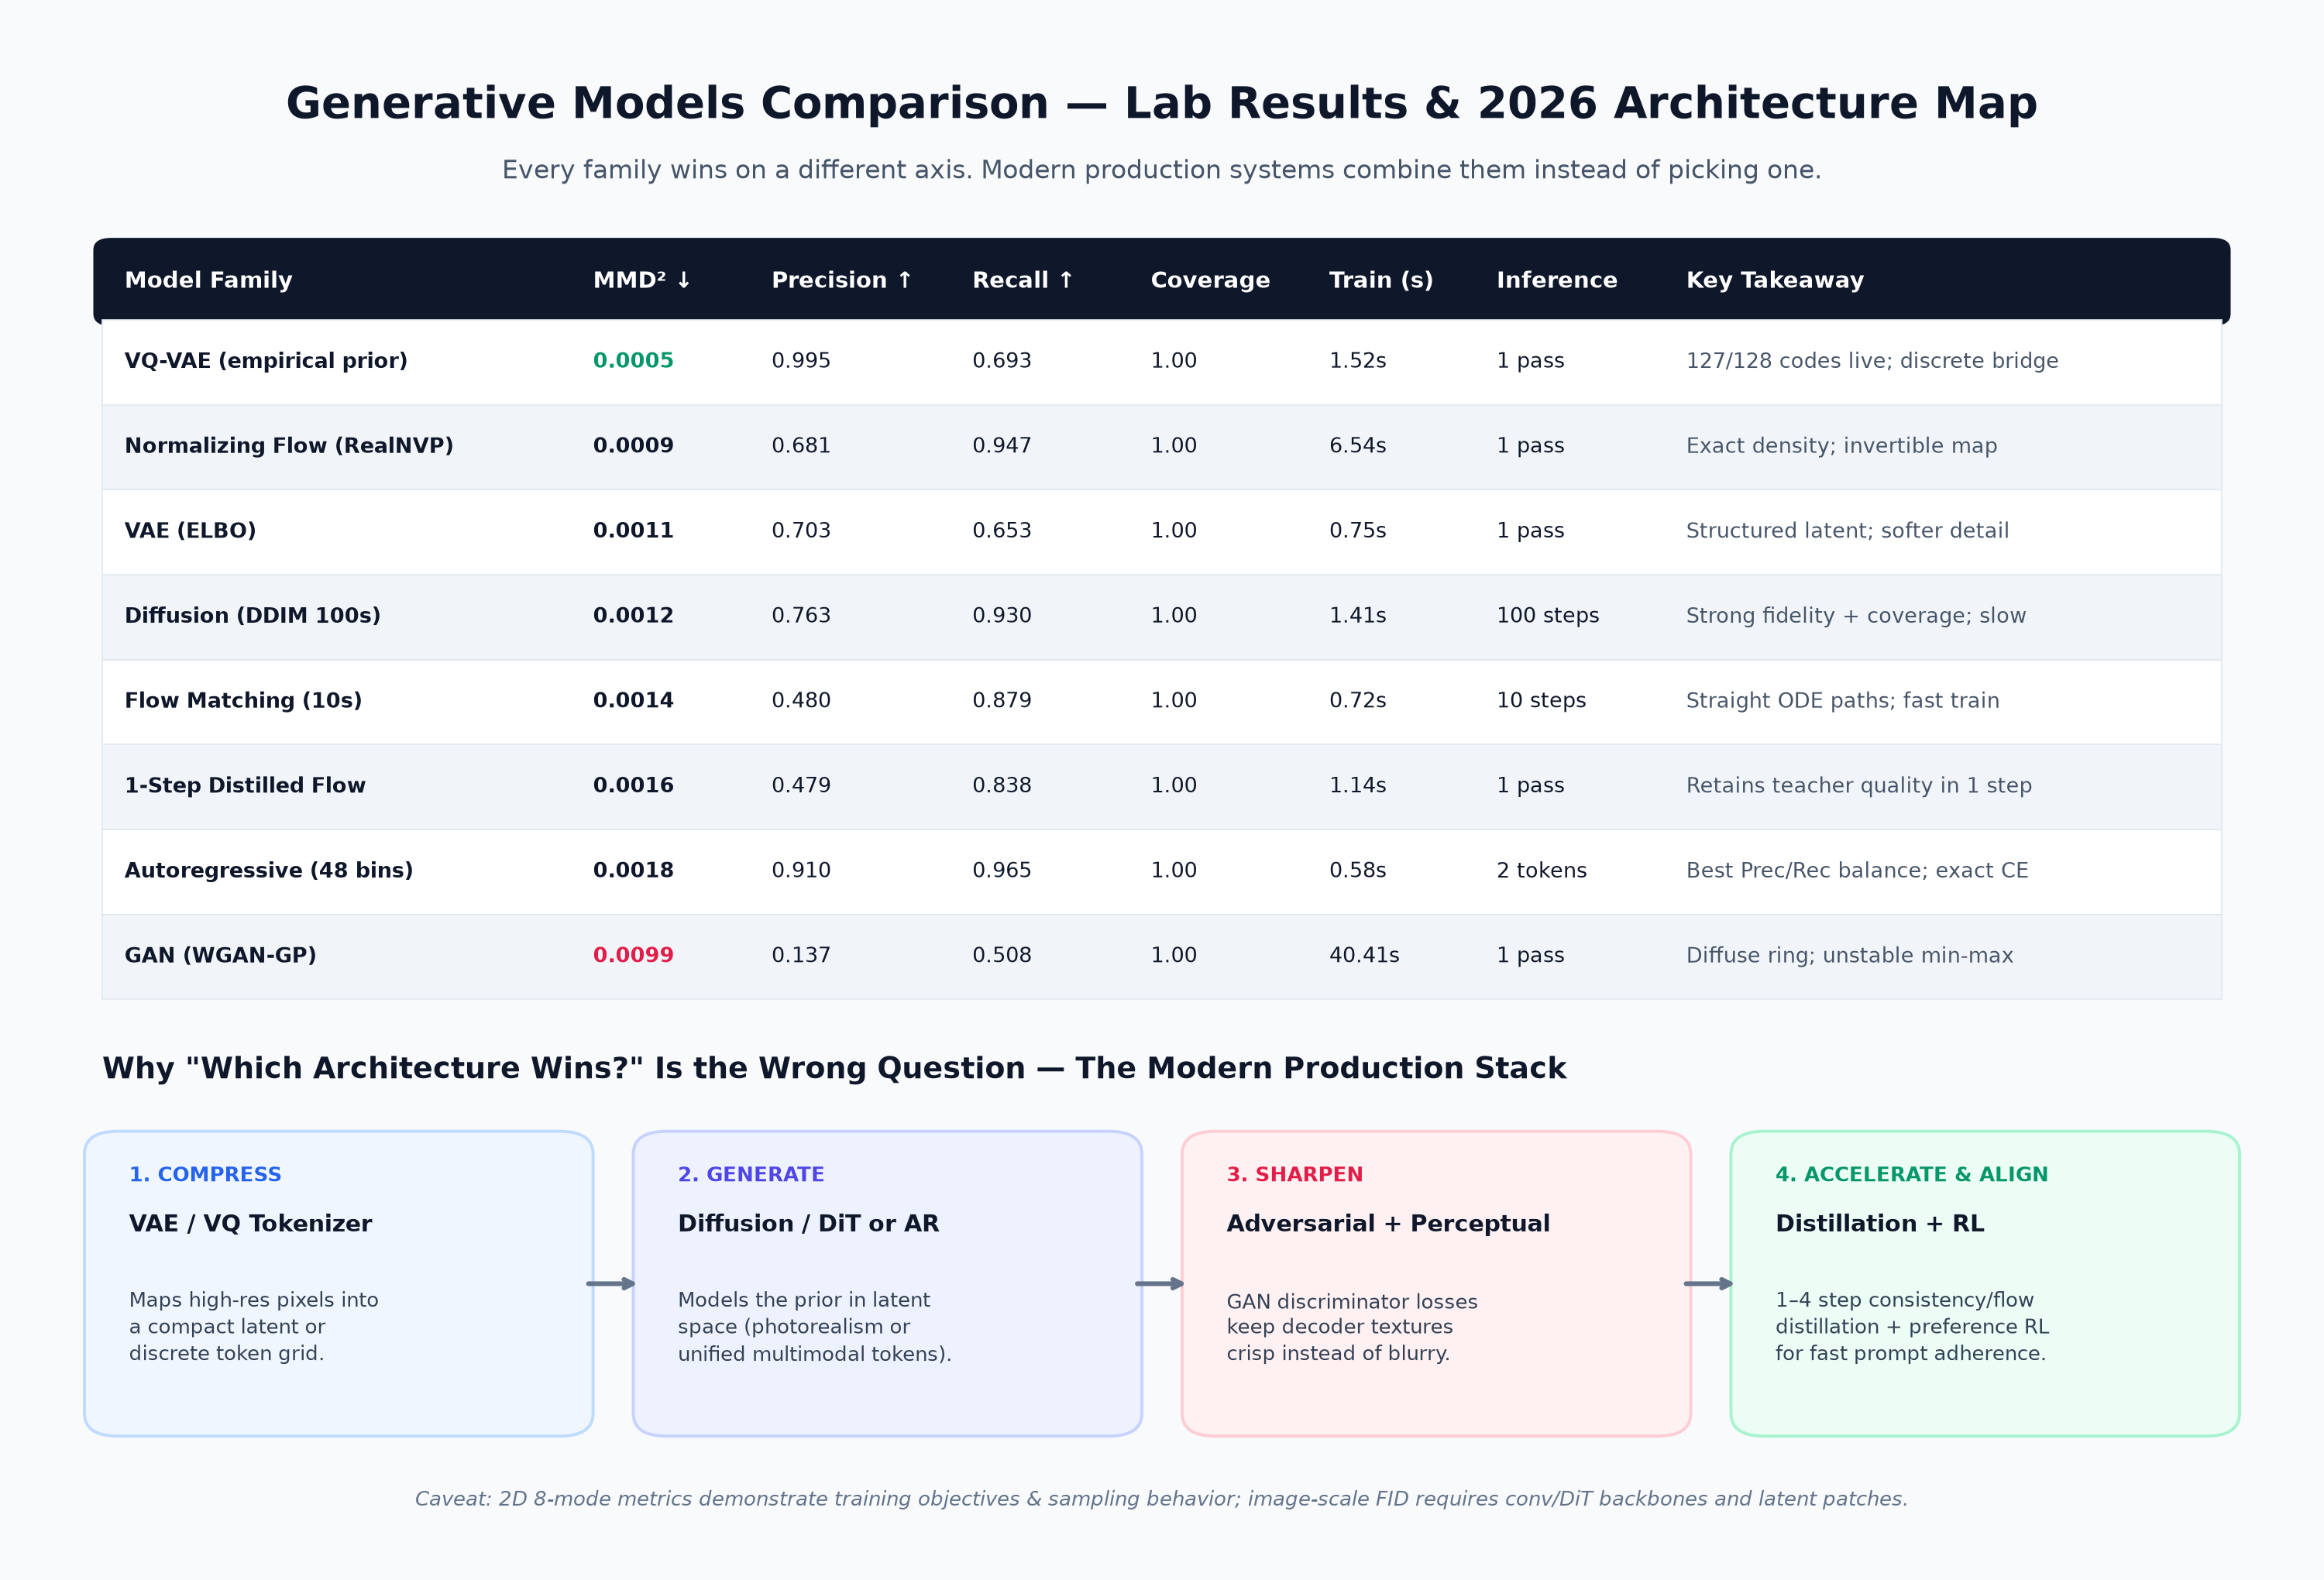 Generative Models Comparison — Lab Results & 2026 Architecture Map
Every family wins on a different axis. Modern production systems combine them instead of picking one.
Model Family MMD² ↓ Precision ↑ Recall ↑ Coverage Train (s) Inference Key Takeaway
VQ-VAE (empirical prior) 0.0005 0.995 0.693 1.00 1.52s 1 pass 127/128 codes live; discrete bridge
Normalizing Flow (RealNVP) 0.0009 0.681 0.947 1.00 6.54s 1 pass Exact density; invertible map
VAE (ELBO) 0.0011 0.703 0.653 1.00 0.75s 1 pass Structured latent; softer detail
Diffusion (DDIM 100s) 0.0012 0.763 0.930 1.00 1.41s 100 steps Strong fidelity + coverage; slow
Flow Matching (10s) 0.0014 0.480 0.879 1.00 0.72s 10 steps Straight ODE paths; fast train
1-Step Distilled Flow 0.0016 0.479 0.838 1.00 1.14s 1 pass Retains teacher quality in 1 step
Autoregressive (48 bins) 0.0018 0.910 0.965 1.00 0.58s 2 tokens Best Prec/Rec balance; exact CE
GAN (WGAN-GP) 0.0099 0.137 0.508 1.00 40.41s 1 pass Diffuse ring; unstable min-max
Why "Which Architecture Wins?" Is the Wrong Question — The Modern Production Stack
1. COMPRESS
VAE / VQ Tokenizer
Maps high-res pixels into
a compact latent or
discrete token grid.
2. GENERATE
Diffusion / DiT or AR
Models the prior in latent
space (photorealism or
unified multimodal tokens).
3. SHARPEN
Adversarial + Perceptual
GAN discriminator losses
keep decoder textures
crisp instead of blurry.
4. ACCELERATE & ALIGN
Distillation + RL
1–4 step consistency/flow
distillation + preference RL
for fast prompt adherence.
Caveat: 2D 8-mode metrics demonstrate training objectives & sampling behavior; image-scale FID requires conv/DiT backbones and latent patches.